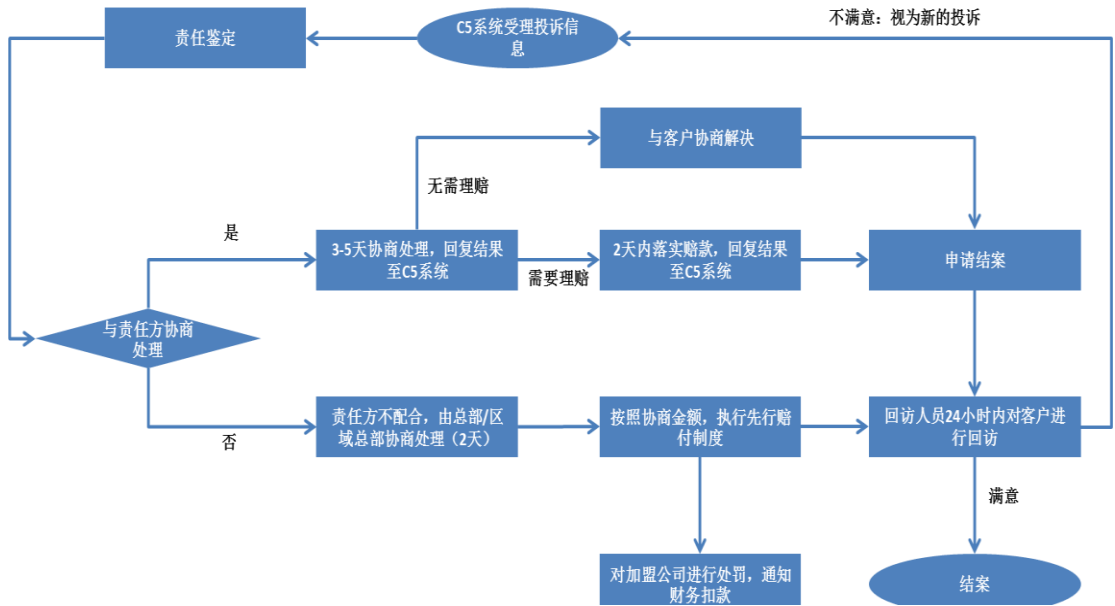 不满意：视为新的投诉
责任鉴定
C5系统受理投诉信
息
与客户协商解决
无需理赔
是
3-5天协商处理，回复结果
至C5系统
需要理赔
2天内落实赔款，回复结果
至C5系统
申请结案
与责任方协商
处理
否
责任方不配合，由总部/区
域总部协商处理（2天）
按照协商金额，执行先行赔
付制度
回访人员24小时内对客户进
行回访
满意
对加盟公司进行处罚，通知
财务扣款
结案